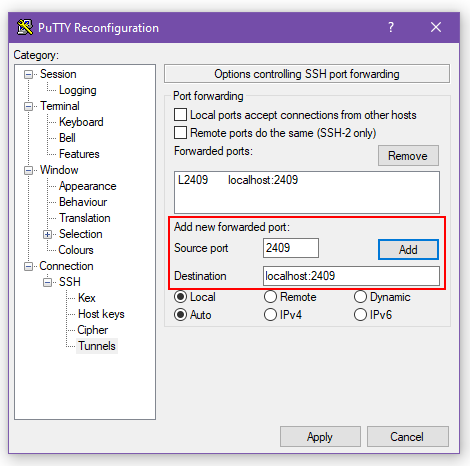 PuTTY Reconfiguration
?
Category:
Session
Logging
Terminal
Keyboard
Bell
Features
Window
Appearance
Behaviour
Translation
Selection
Colours
Connection
SSH
Kex
Host keys
Cipher
Tunnels
Options controlling SSH port forwarding
Port forwarding
Local ports accept connections from other hosts
Remote ports do the same (SSH-2 only)
Forwarded ports:
Remove
L2409 localhost:2409
Add new forwarded port:
Source port 2409 Add
Destination localhost:2409
Local Remote Dynamic
Auto IPv4 IPv6
Apply Cancel